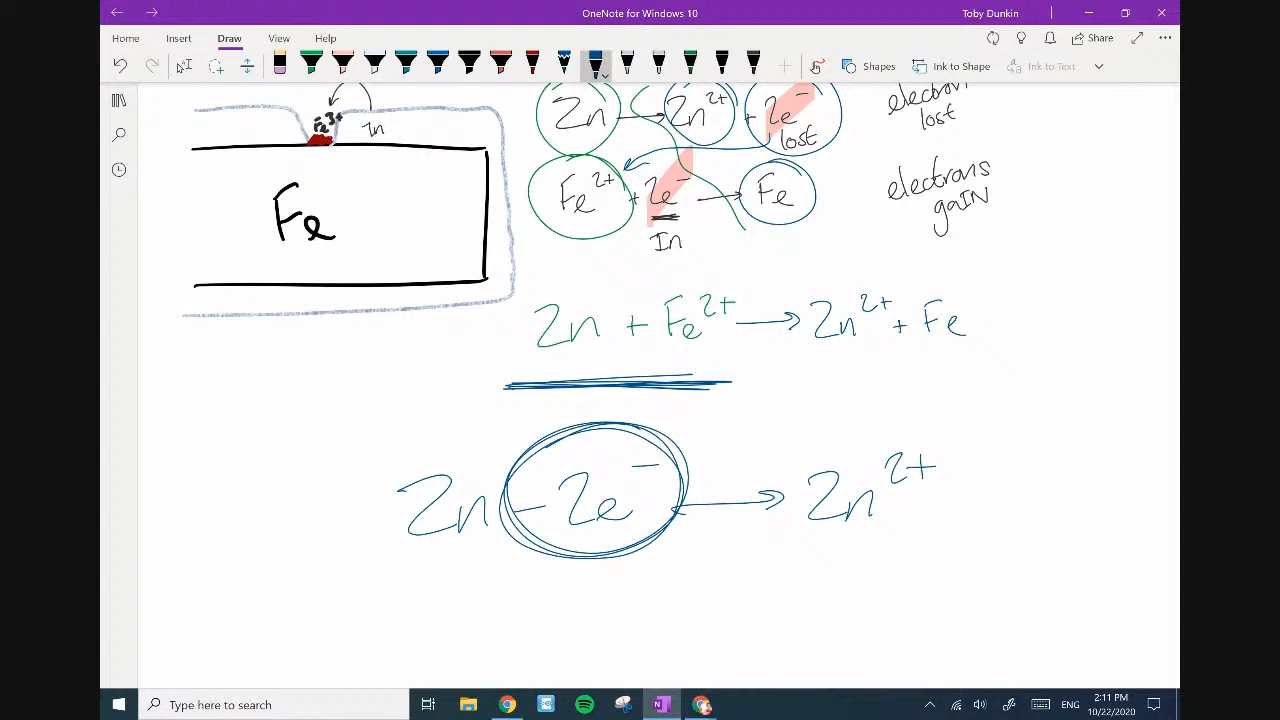 OneNote for Windows 10
Toby Dunkin
Home Insert Draw View Help
Share
Shapes Ink to Shape Ink to Text
Zn → Zn²⁺ + 2e⁻
lost
electron
lost
Fe³⁺
Zn
Fe
Fe²⁺ + 2e⁻ → Fe
In
electrons
gaIN
Zn + Fe²⁺ → Zn²⁺ + Fe
Zn - 2e⁻ → Zn²⁺
Type here to search
2:11 PM
10/22/2020